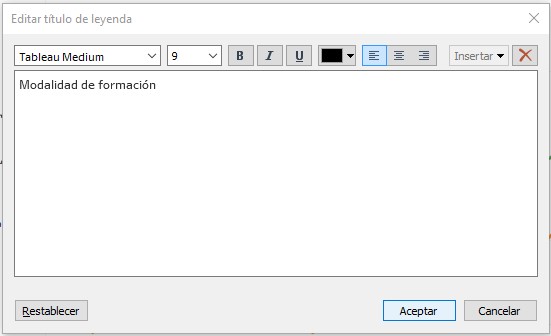 Editar título de leyenda
Tableau Medium 9 B I U Insertar
Modalidad de formación
Restablecer Aceptar Cancelar